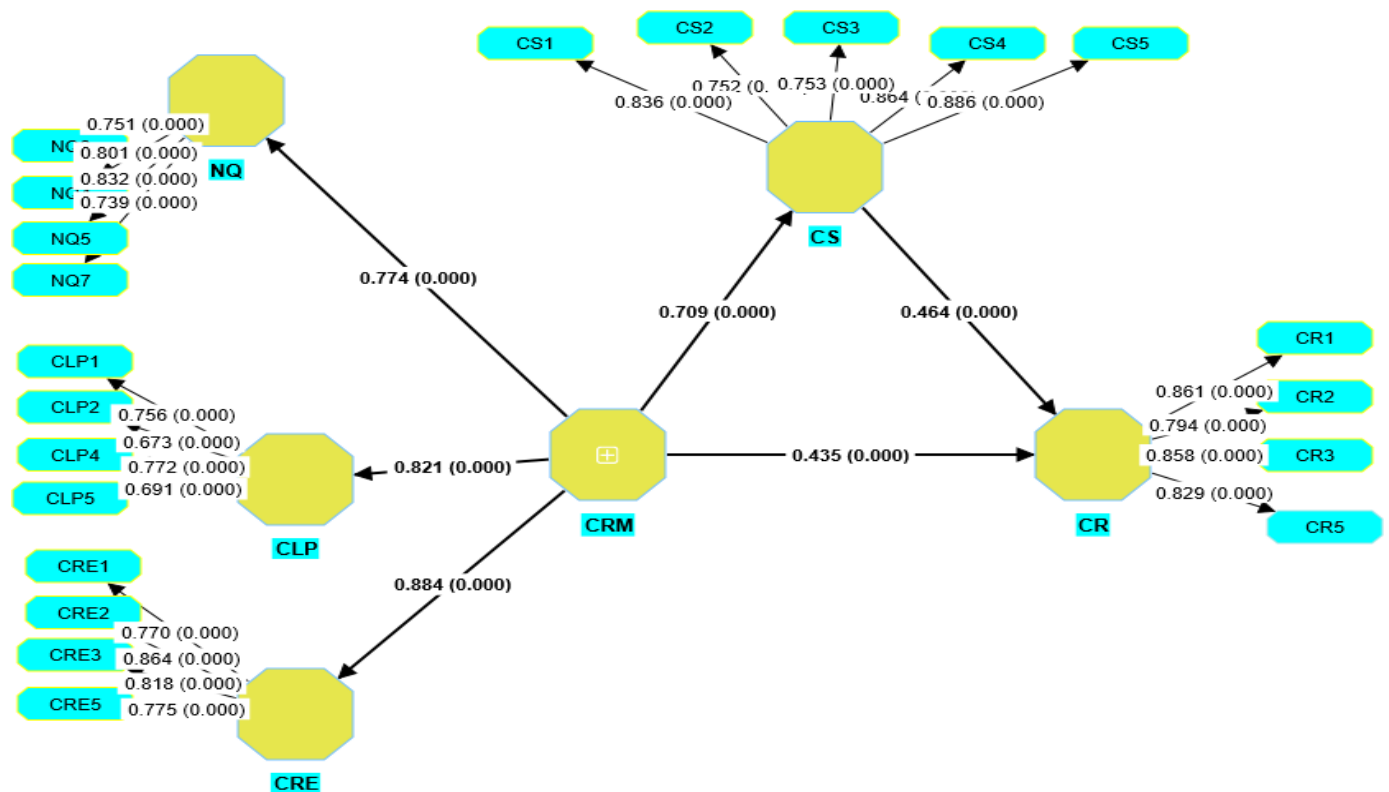 CS1
CS2
CS3
CS4
CS5
0.836 (0.000)
0.752
0.753 (0.000)
0.864
0.886 (0.000)
CS
0.751 (0.000)
0.801 (0.000)
0.832 (0.000)
0.739 (0.000)
NQ5
NQ7
NQ
0.774 (0.000)
0.709 (0.000)
0.464 (0.000)
CLP1
CLP2
CLP4
CLP5
0.756 (0.000)
0.673 (0.000)
0.772 (0.000)
0.691 (0.000)
CLP
0.821 (0.000)
CRM
0.435 (0.000)
CR
CR1
CR2
CR3
CR5
0.861 (0.000)
0.794 (0.000)
0.858 (0.000)
0.829 (0.000)
0.884 (0.000)
CRE1
CRE2
CRE3
CRE5
0.770 (0.000)
0.864 (0.000)
0.818 (0.000)
0.775 (0.000)
CRE